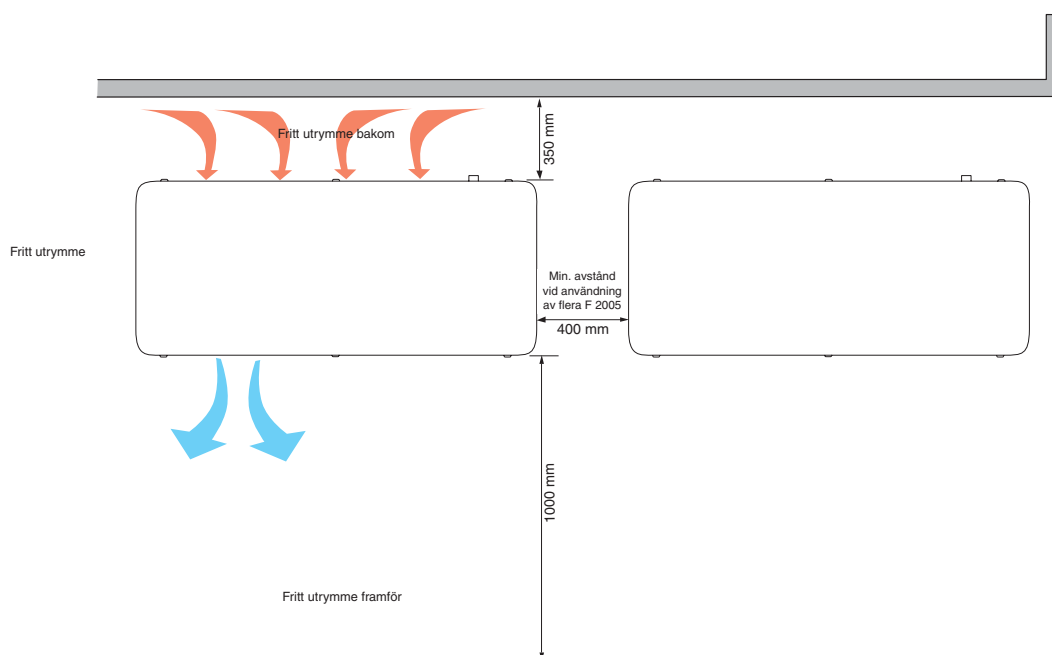 Fritt utrymme bakom
350 mm
Fritt utrymme
Min. avstånd
vid användning
av flera F 2005
400 mm
1000 mm
Fritt utrymme framför